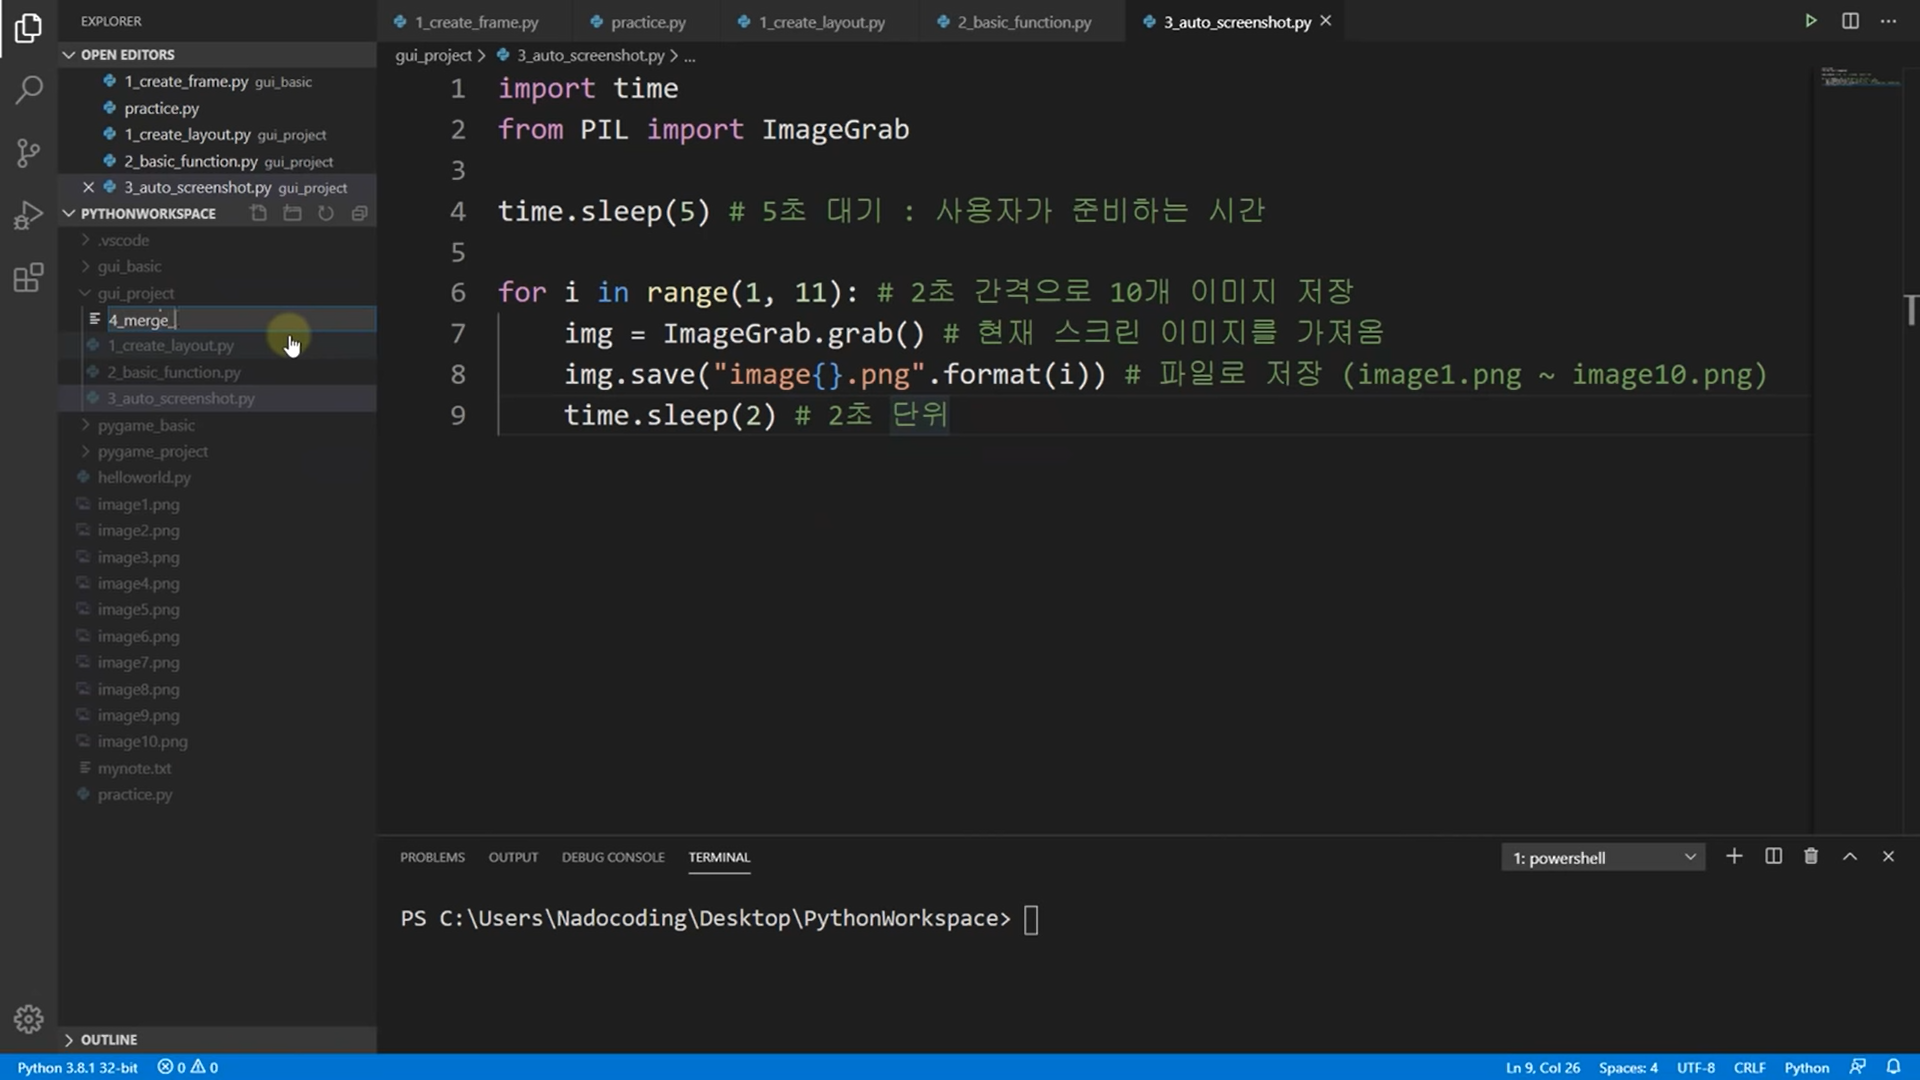 EXPLORER
OPEN EDITORS
1_create_frame.py gui_basic
practice.py
1_create_layout.py gui_project
2_basic_function.py gui_project
3_auto_screenshot.py gui_project
PYTHONWORKSPACE
.vscode
gui_basic
gui_project
4_merge_
1_create_layout.py
2_basic_function.py
3_auto_screenshot.py
pygame_basic
pygame_project
helloworld.py
image1.png
image2.png
image3.png
image4.png
image5.png
image6.png
image7.png
image8.png
image9.png
image10.png
mynote.txt
practice.py
OUTLINE
1_create_frame.py practice.py 1_create_layout.py 2_basic_function.py 3_auto_screenshot.py
gui_project > 3_auto_screenshot.py > ...
1 import time
2 from PIL import ImageGrab
3
4 time.sleep(5) # 5초 대기 : 사용자가 준비하는 시간
5
6 for i in range(1, 11): # 2초 간격으로 10개 이미지 저장
7 img = ImageGrab.grab() # 현재 스크린 이미지를 가져옴
8 img.save("image{}.png".format(i)) # 파일로 저장 (image1.png ~ image10.png)
9 time.sleep(2) # 2초 단위
PROBLEMS OUTPUT DEBUG CONSOLE TERMINAL 1: powershell
PS C:\Users\Nadocoding\Desktop\PythonWorkspace>
Python 3.8.1 32-bit 0 0 Ln 9, Col 26 Spaces: 4 UTF-8 CRLF Python